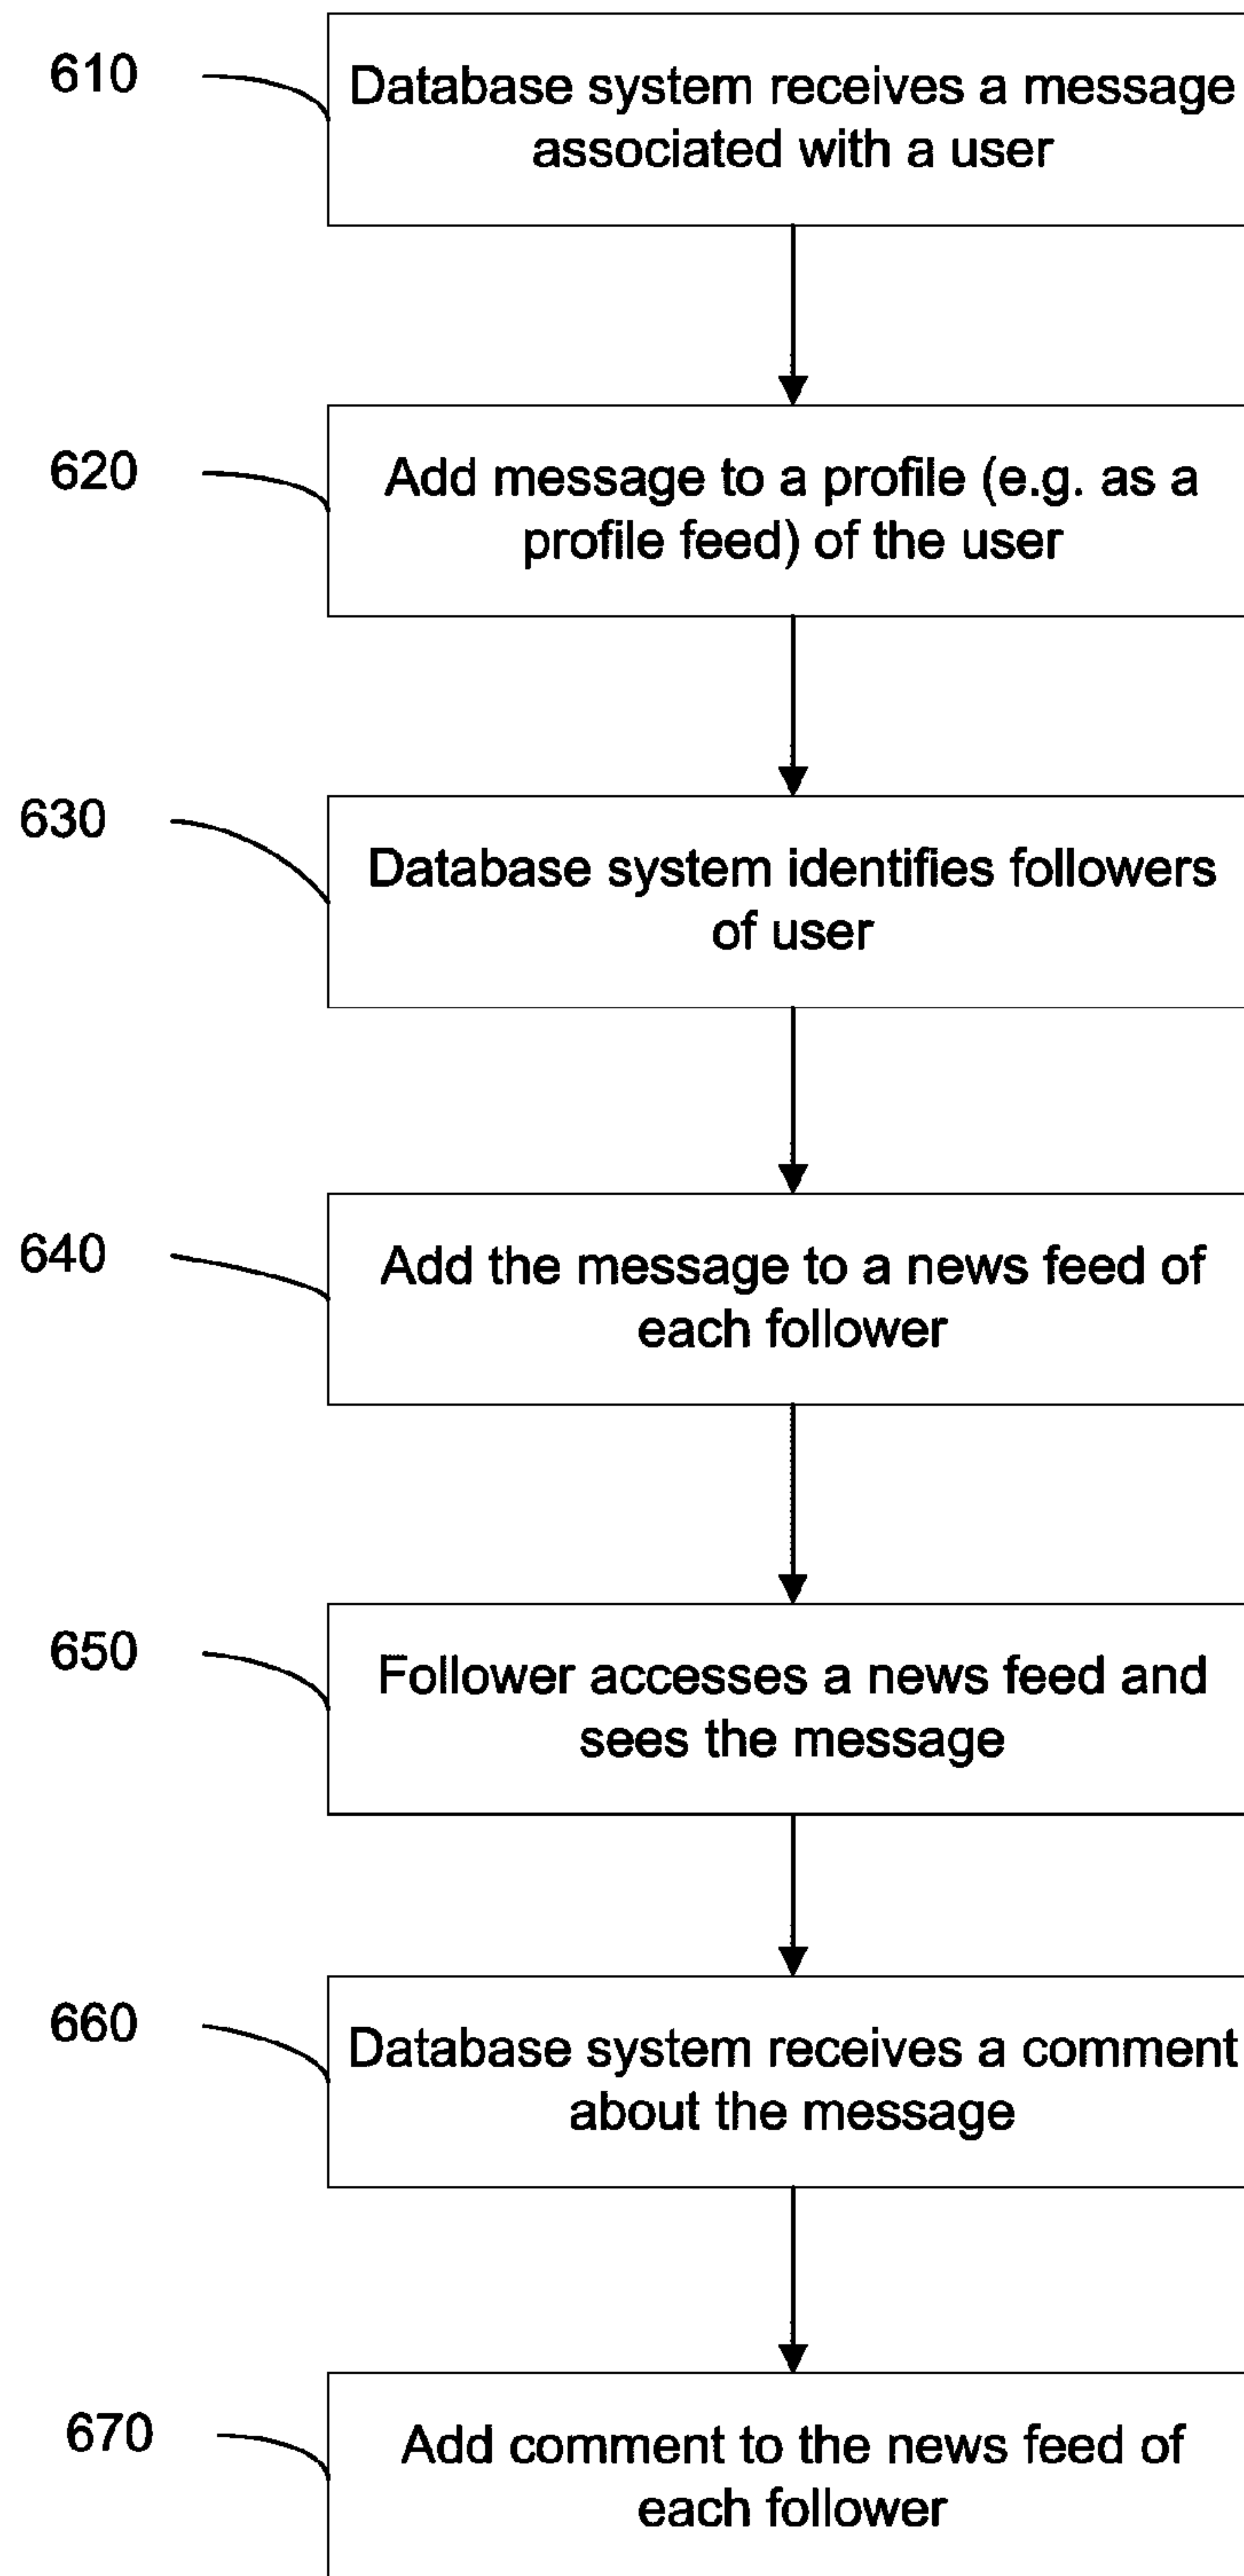 610
Database system receives a message
associated with a user
620
Add message to a profile (e.g. as a
profile feed) of the user
630
Database system identifies followers
of user
640
Add the message to a news feed of
each follower
650
Follower accesses a news feed and
sees the message
660
Database system receives a comment
about the message
670
Add comment to the news feed of
each follower